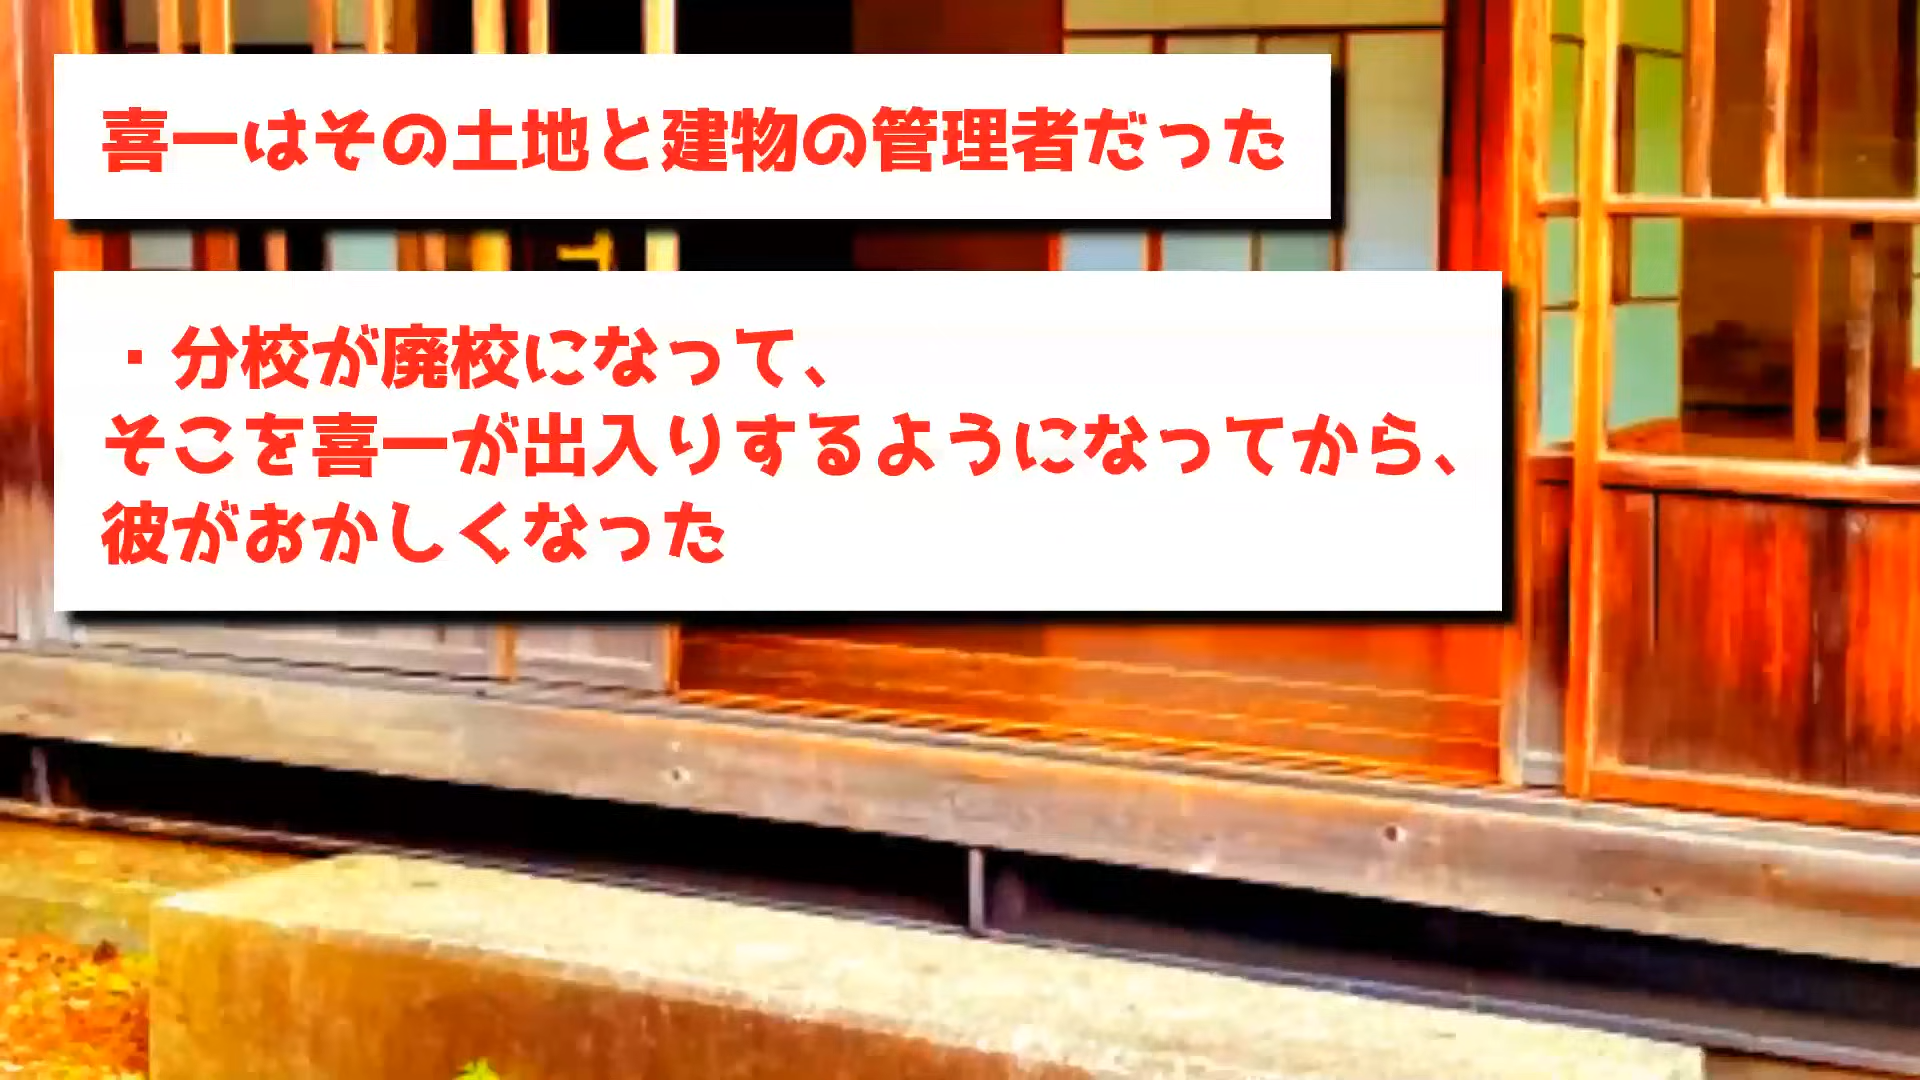 喜一はその土地と建物の管理者だった
・分校が廃校になって、
そこを喜一が出入りするようになってから、
彼がおかしくなった